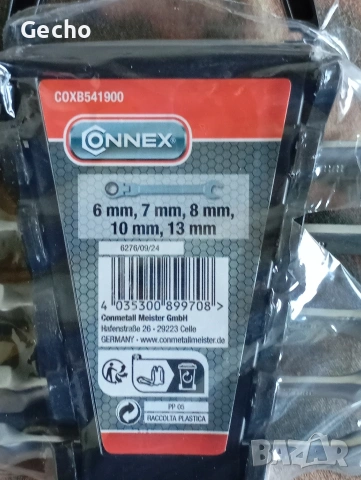 Gecho
COXB541900
CONNEX
6 mm, 7 mm, 8 mm,
10 mm, 13 mm
6276/09/24
4 035300 899708 >
Conmetall Meister GmbH
Hafenstraße 26 - 29223 Celle
GERMANY - www.conmetallmeister.de
PP 05
RACCOLTA PLASTICA
BAZAR